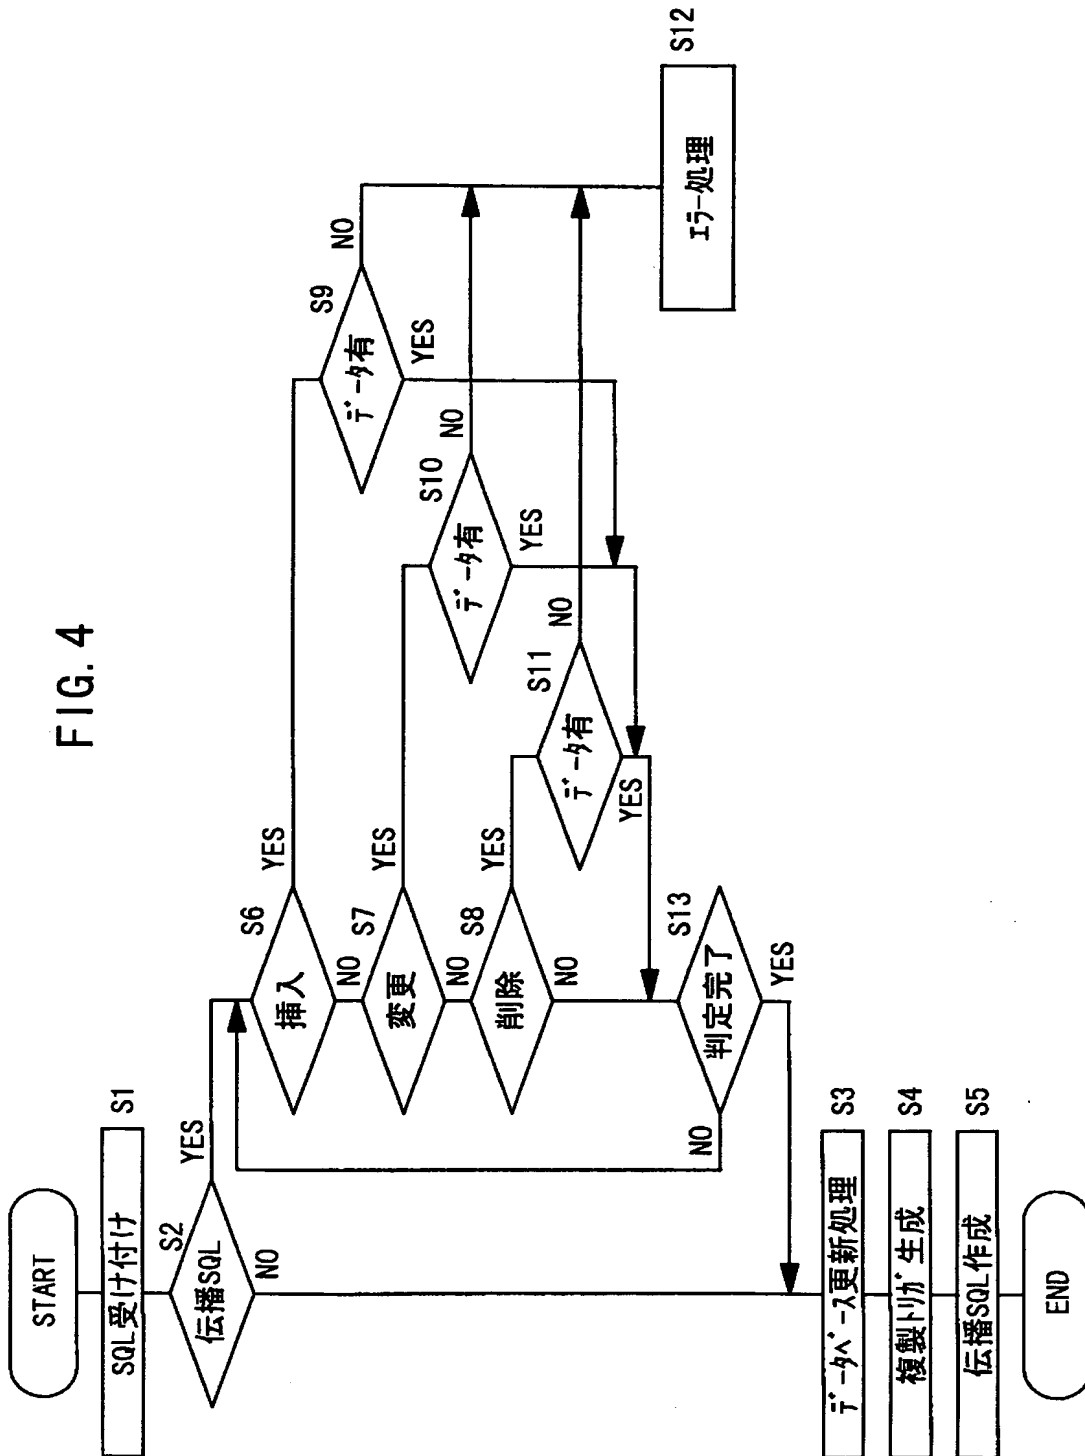 FIG. 4
START
SQL受け付け
S1
伝播SQL
S2
YES
NO
挿入
S6
YES
NO
変更
S7
YES
NO
削除
S8
YES
NO
ﾃﾞｰﾀ有
S9
NO
YES
ﾃﾞｰﾀ有
S10
NO
YES
ﾃﾞｰﾀ有
S11
NO
YES
ｴﾗｰ処理
S12
判定完了
S13
NO
YES
ﾃﾞｰﾀﾍﾞｰｽ更新処理
S3
複製ﾄﾘｶﾞ生成
S4
伝播SQL作成
S5
END